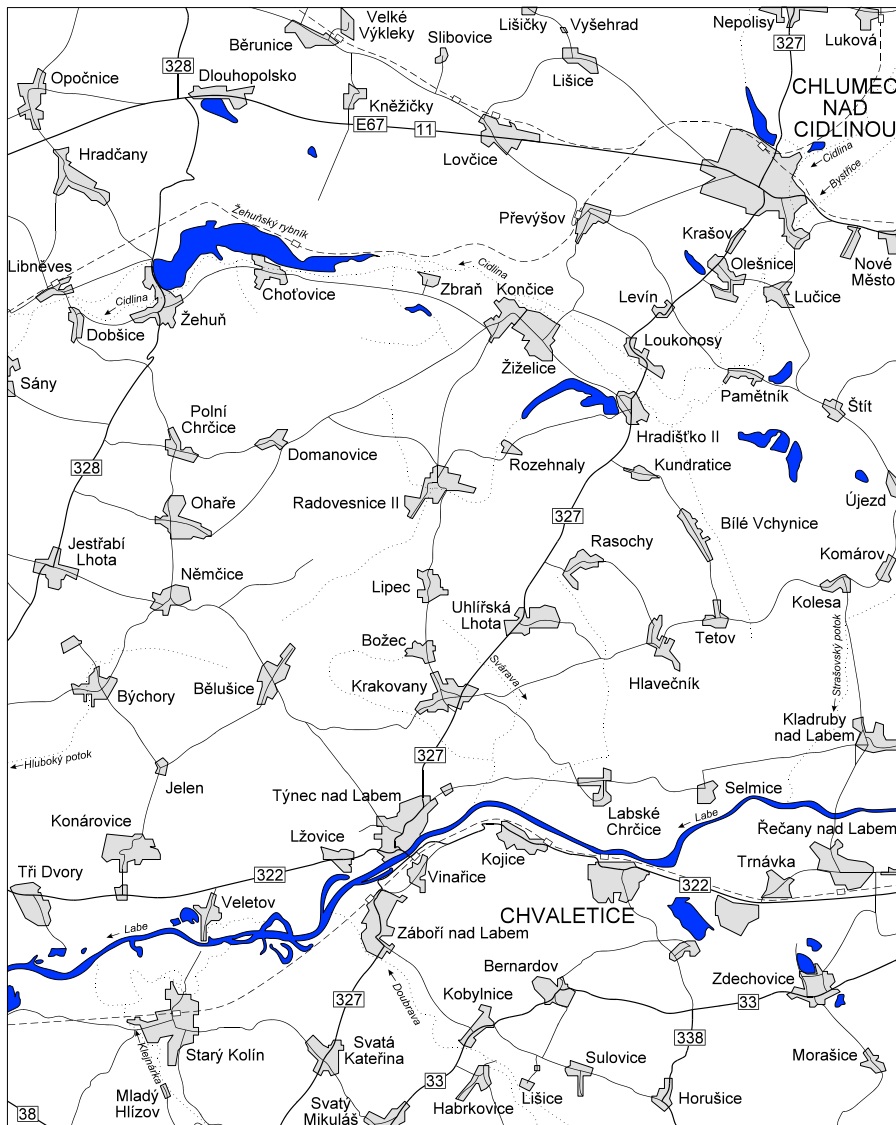 Velké
Výkleky
Lišičky
Vyšehrad
Nepolisy
Luková
Běrunice
Slibovice
327
328
Opočnice
Dlouhopolsko
Lišice
Kněžičky
CHLUMEC
NAD
CIDLINOU
E67
11
Lovčice
Cidlina
Bystřice
Hradčany
Žehuňský rybník
Převýšov
Krašov
Libněves
Choťovice
Cidlina
Zbraň
Končice
Olešnice
Nové
Město
Cidlina
Žehuň
Levín
Lučice
Dobšice
Loukonosy
Žiželice
Sány
Pamětník
Štít
Polní
Chrčice
Domanovice
Hradišťko II
Rozehnaly
Kundratice
328
Radovesnice II
Ohaře
327
Újezd
Bílé Vchynice
Jestřabí
Lhota
Rasochy
Komárov
Němčice
Lipec
Uhlířská
Lhota
Kolesa
Tetov
Božec
Svárava
Strašovský potok
Býchory
Bělušice
Krakovany
Hlavečník
Kladruby
nad Labem
327
Hluboký potok
Jelen
Týnec nad Labem
Selmice
Labské
Chrčice
Labe
Konárovice
Lžovice
Kojice
Řečany nad Labem
Tři Dvory
322
Vinařice
322
Trnávka
Veletov
Labe
CHVALETICE
Záboří nad Labem
Bernardov
Zdechovice
327
Doubrava
Kobylnice
33
338
Starý Kolín
Svatá
Kateřina
Sulovice
Morašice
Klejnárka
33
Mladý
Hlízov
Svatý
Mikuláš
Habrkovice
Lišice
Horušice
38